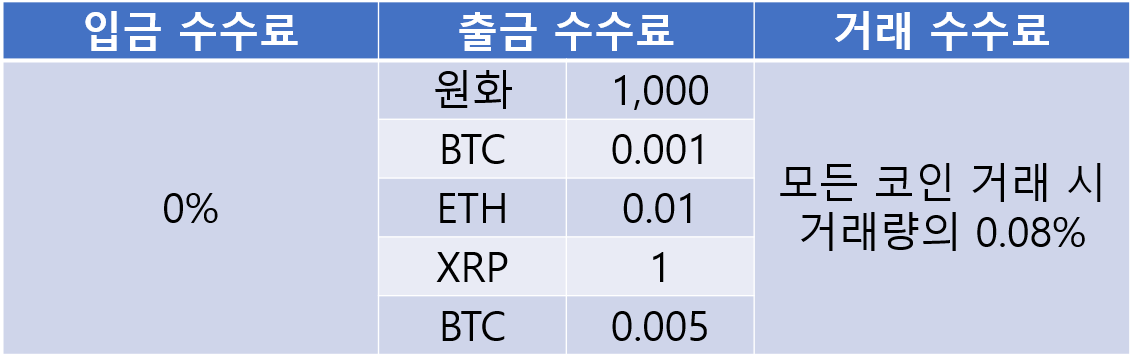 입금 수수료 출금 수수료 거래 수수료
원화 1,000
BTC 0.001
모든 코인 거래 시
0% ETH 0.01
거래량의 0.08%
XRP 1
BTC 0.005